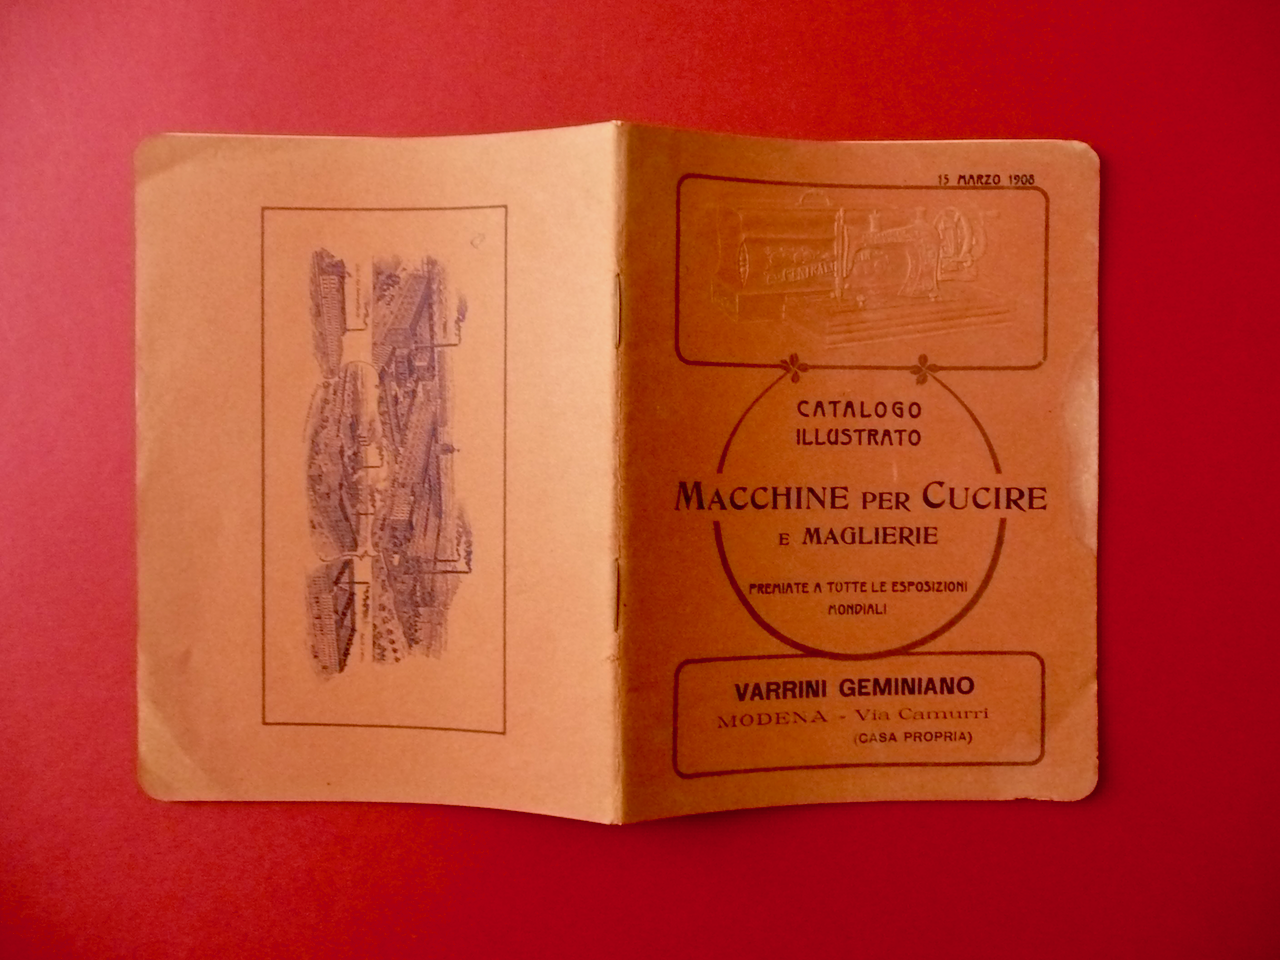 15 MARZO 1908
CATALOGO
ILLUSTRATO
MACCHINE PER CUCIRE
E MAGLIERIE
PREMIATE A TUTTE LE ESPOSIZIONI
MONDIALI
VARRINI GEMINIANO
MODENA - Via Camurri
(CASA PROPRIA)